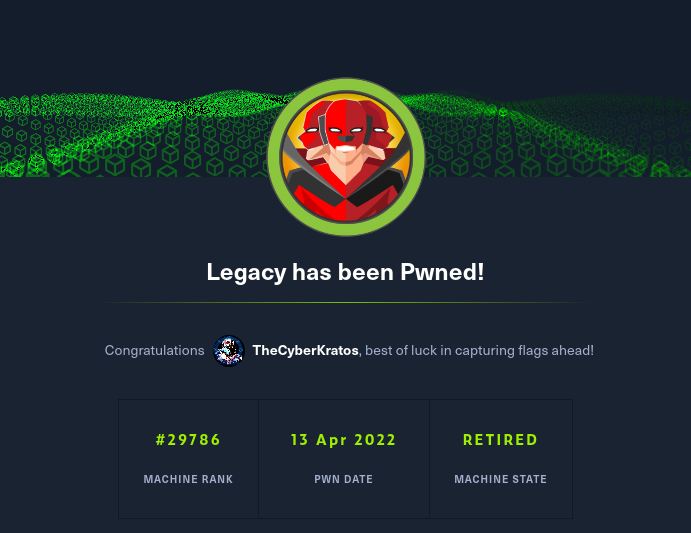 Legacy has been Pwned!
Congratulations TheCyberKratos, best of luck in capturing flags ahead!
#29786 13 Apr 2022 RETIRED
MACHINE RANK PWN DATE MACHINE STATE